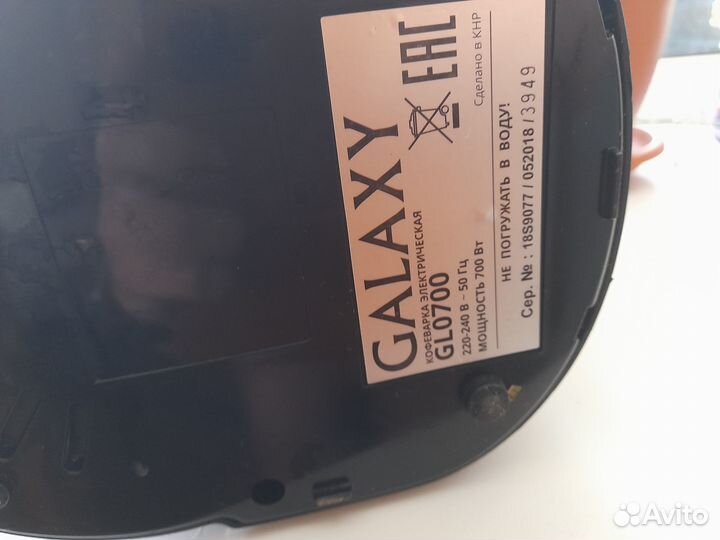 GALAXY
EAC
КОФЕВАРКА ЭЛЕКТРИЧЕСКАЯ
GL0700
220-240 В ~ 50 Гц
МОЩНОСТЬ 700 Вт
Сделано в КНР
НЕ ПОГРУЖАТЬ В ВОДУ!
Сер. № : 18S9077 / 052018 / 3949
Avito